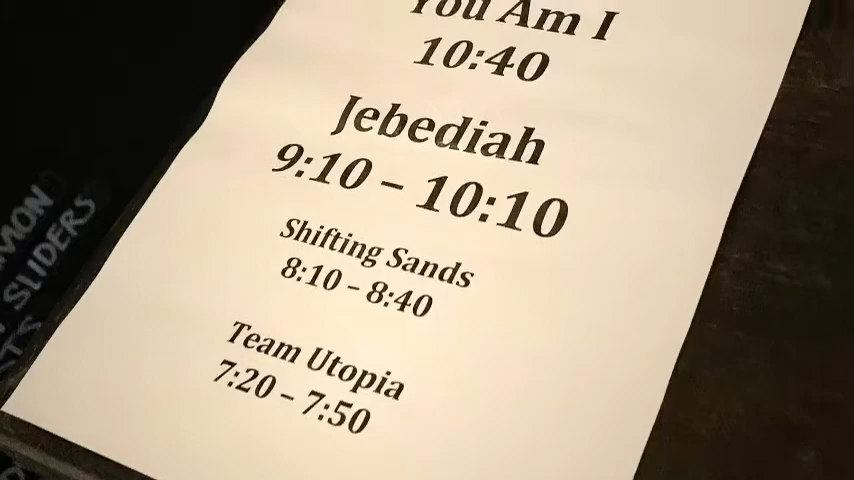 You Am I
10:40
Jebediah
9:10 – 10:10
Shifting Sands
8:10 – 8:40
Team Utopia
7:20 – 7:50
SLIDERS